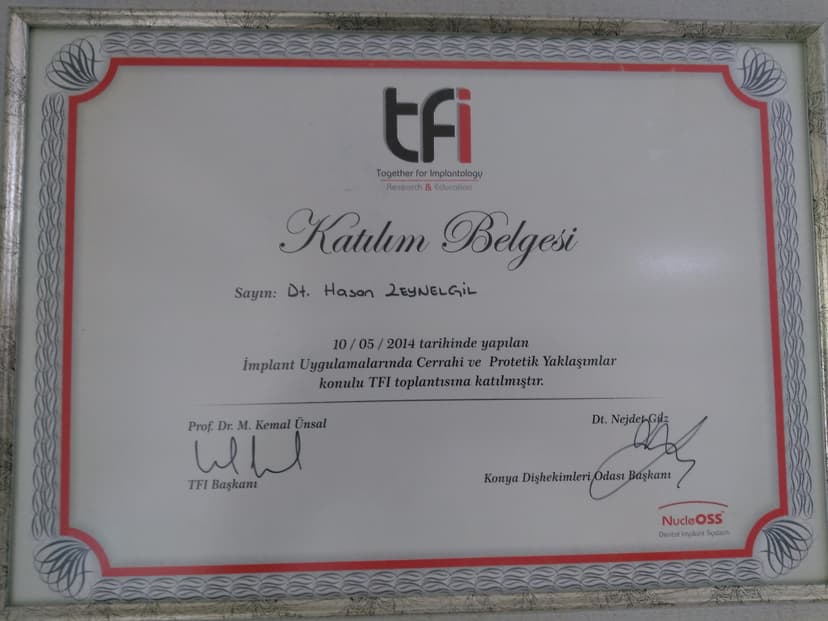 tfi
Together for Implantology
Research & Education
Katılım Belgesi
Sayın: Dt. Hasan ZEYNELGİL
10 / 05 / 2014 tarihinde yapılan
İmplant Uygulamalarında Cerrahi ve Protetik Yaklaşımlar
konulu TFI toplantısına katılmıştır.
Prof. Dr. M. Kemal Ünsal
TFI Başkanı
Dt. Nejdet Gilz
Konya Dişhekimleri Odası Başkanı
NucleOSS
Dental Implant System